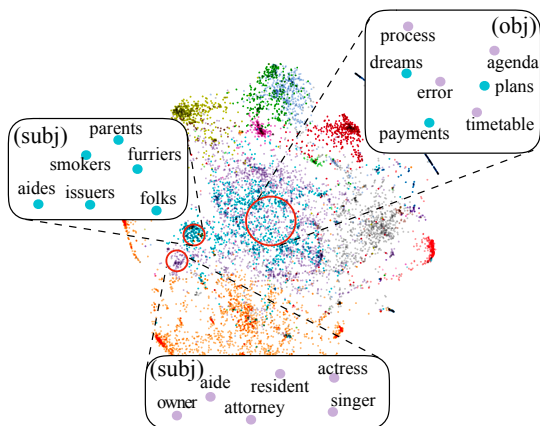 (obj)
process
dreams
agenda
error
plans
payments
timetable
(subj)
parents
smokers
furriers
aides
issuers
folks
(subj)
actress
aide
resident
owner
attorney
singer